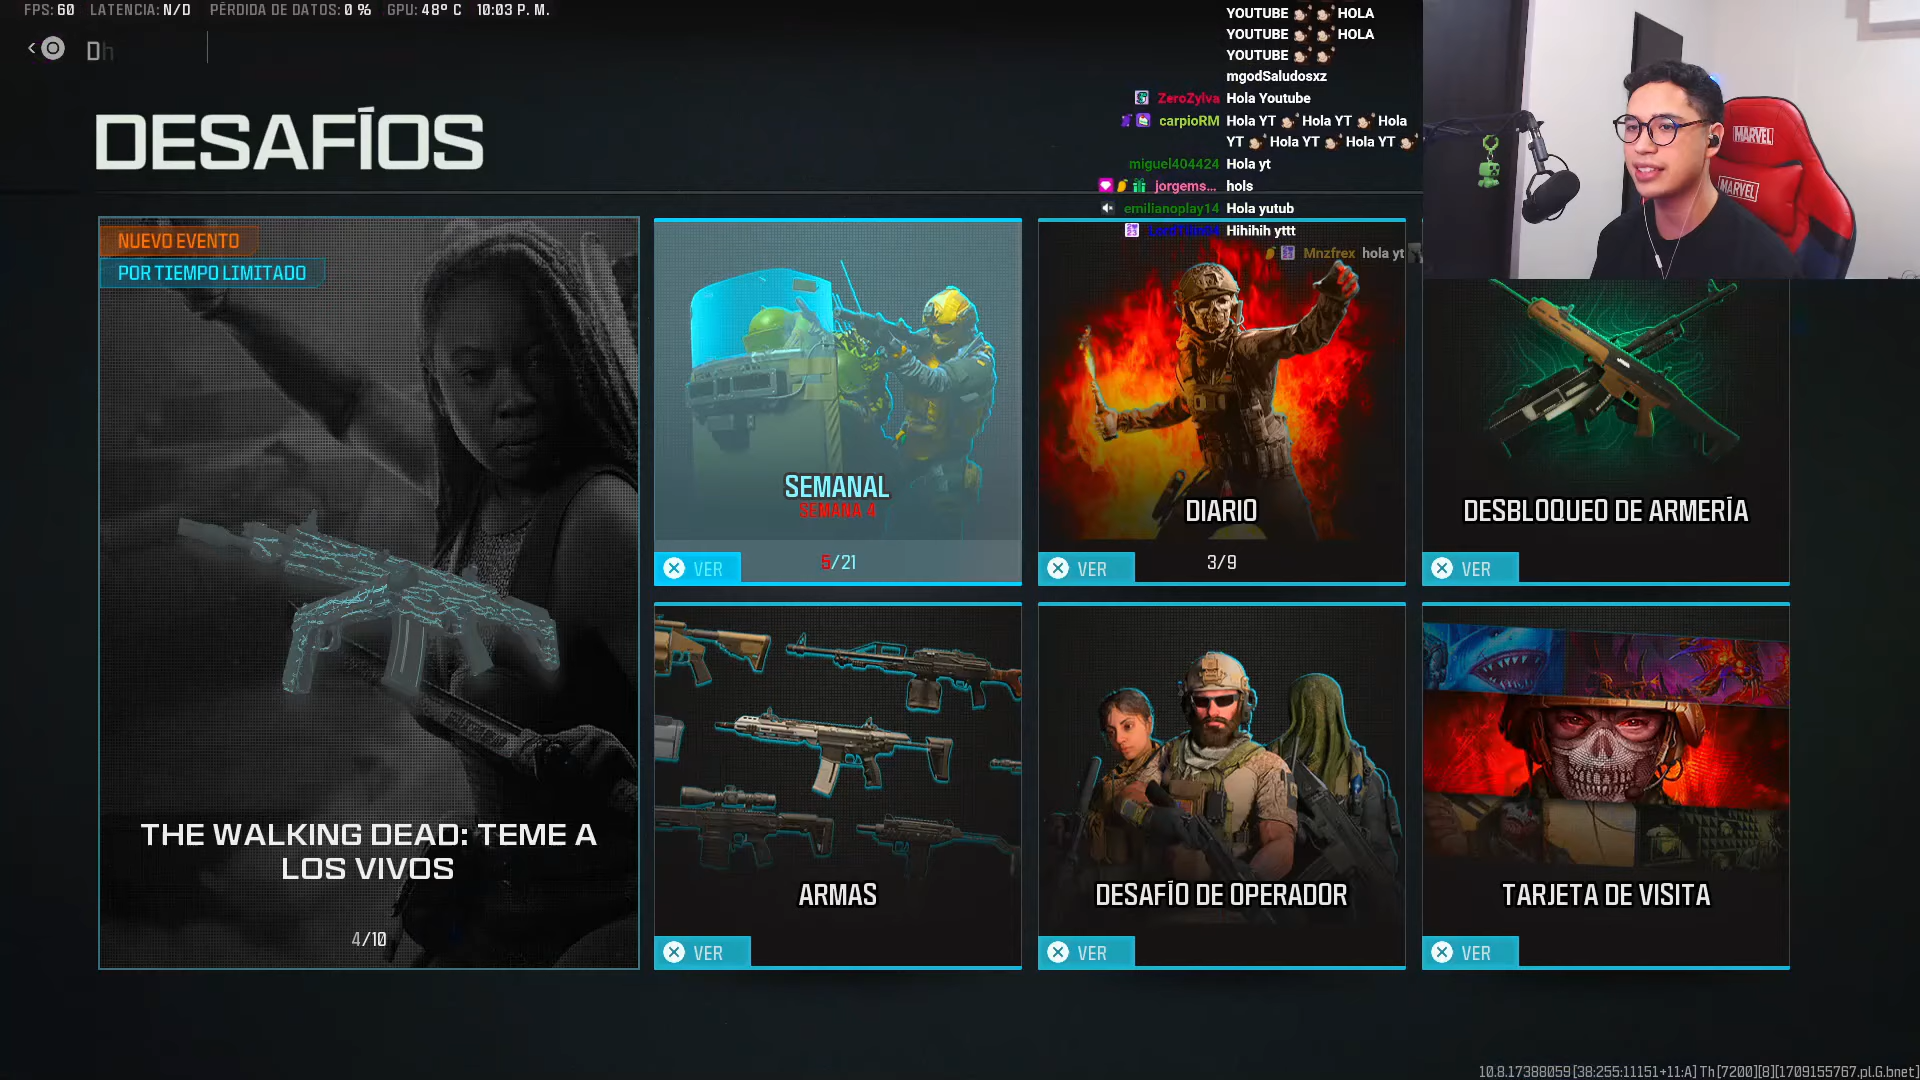 FPS: 60 LATENCIA: N/D PÉRDIDA DE DATOS: 0 % GPU: 48º C 10:03 P. M.
DESAFÍOS
YOUTUBE HOLA
YOUTUBE HOLA
YOUTUBE
mgodSaludosxz
ZeroZylva Hola Youtube
carpioRM Hola YT Hola YT Hola
YT Hola YT Hola YT
miguel404424 Hola yt
jorgems... hols
emilianoplay14 Hola yutub
Hihihih yttt
Mnzfrex hola yt
MARVEL
MARVEL
NUEVO EVENTO
POR TIEMPO LIMITADO
THE WALKING DEAD: TEME A
LOS VIVOS
4/10
SEMANAL
SEMANA 4
VER 5/21
DIARIO
VER 3/9
DESBLOQUEO DE ARMERÍA
VER
ARMAS
VER
DESAFÍO DE OPERADOR
VER
TARJETA DE VISITA
VER
10.8.17388059[38:255:11151+11:A] Th[7200][8][1709155767.pl.G.bnet]